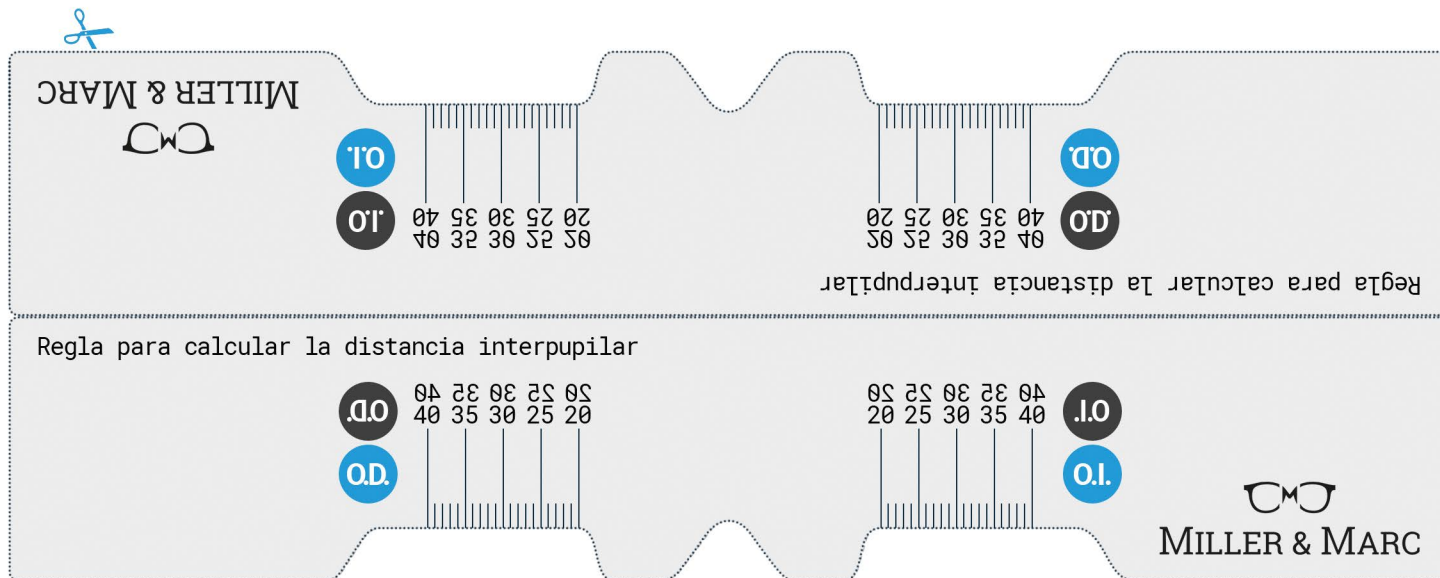 MILLER & MARC
O.I. O.D.
O.I. O.D.
40 35 30 25 20 20 25 30 35 40
40 35 30 25 20 20 25 30 35 40
Regla para calcular la distancia interpupilar
Regla para calcular la distancia interpupilar
O.D. 40 35 30 25 20 20 25 30 35 40 O.I.
40 35 30 25 20 20 25 30 35 40
O.D. O.I.
MILLER & MARC